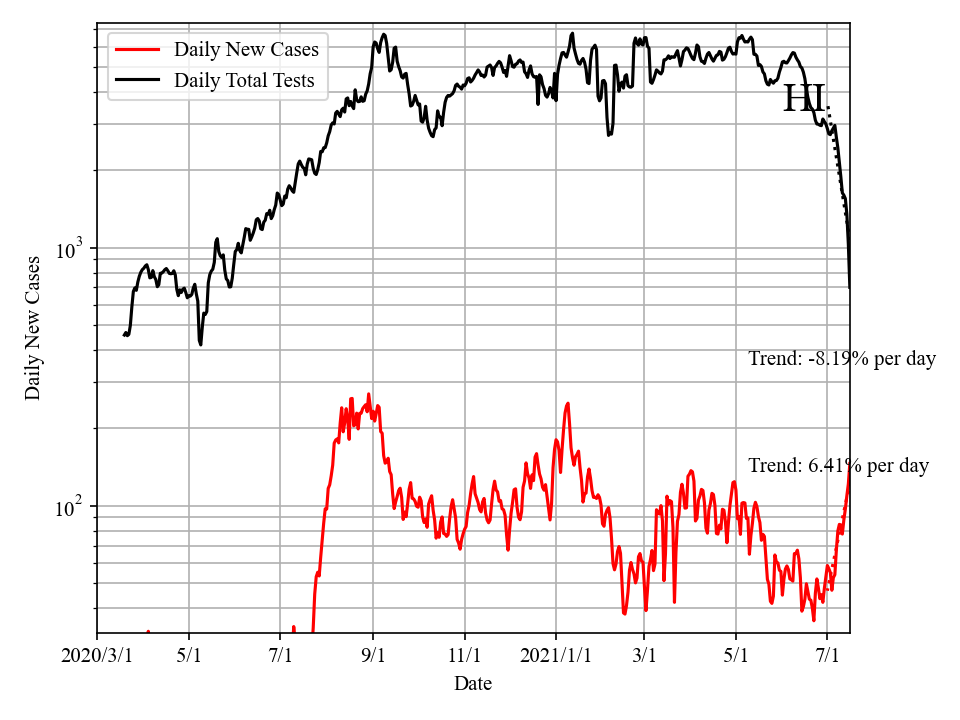 Daily New Cases
Daily Total Tests
HI
10³
Daily New Cases
Trend: -8.19% per day
Trend: 6.41% per day
10²
2020/3/1 5/1 7/1 9/1 11/1 2021/1/1 3/1 5/1 7/1
Date